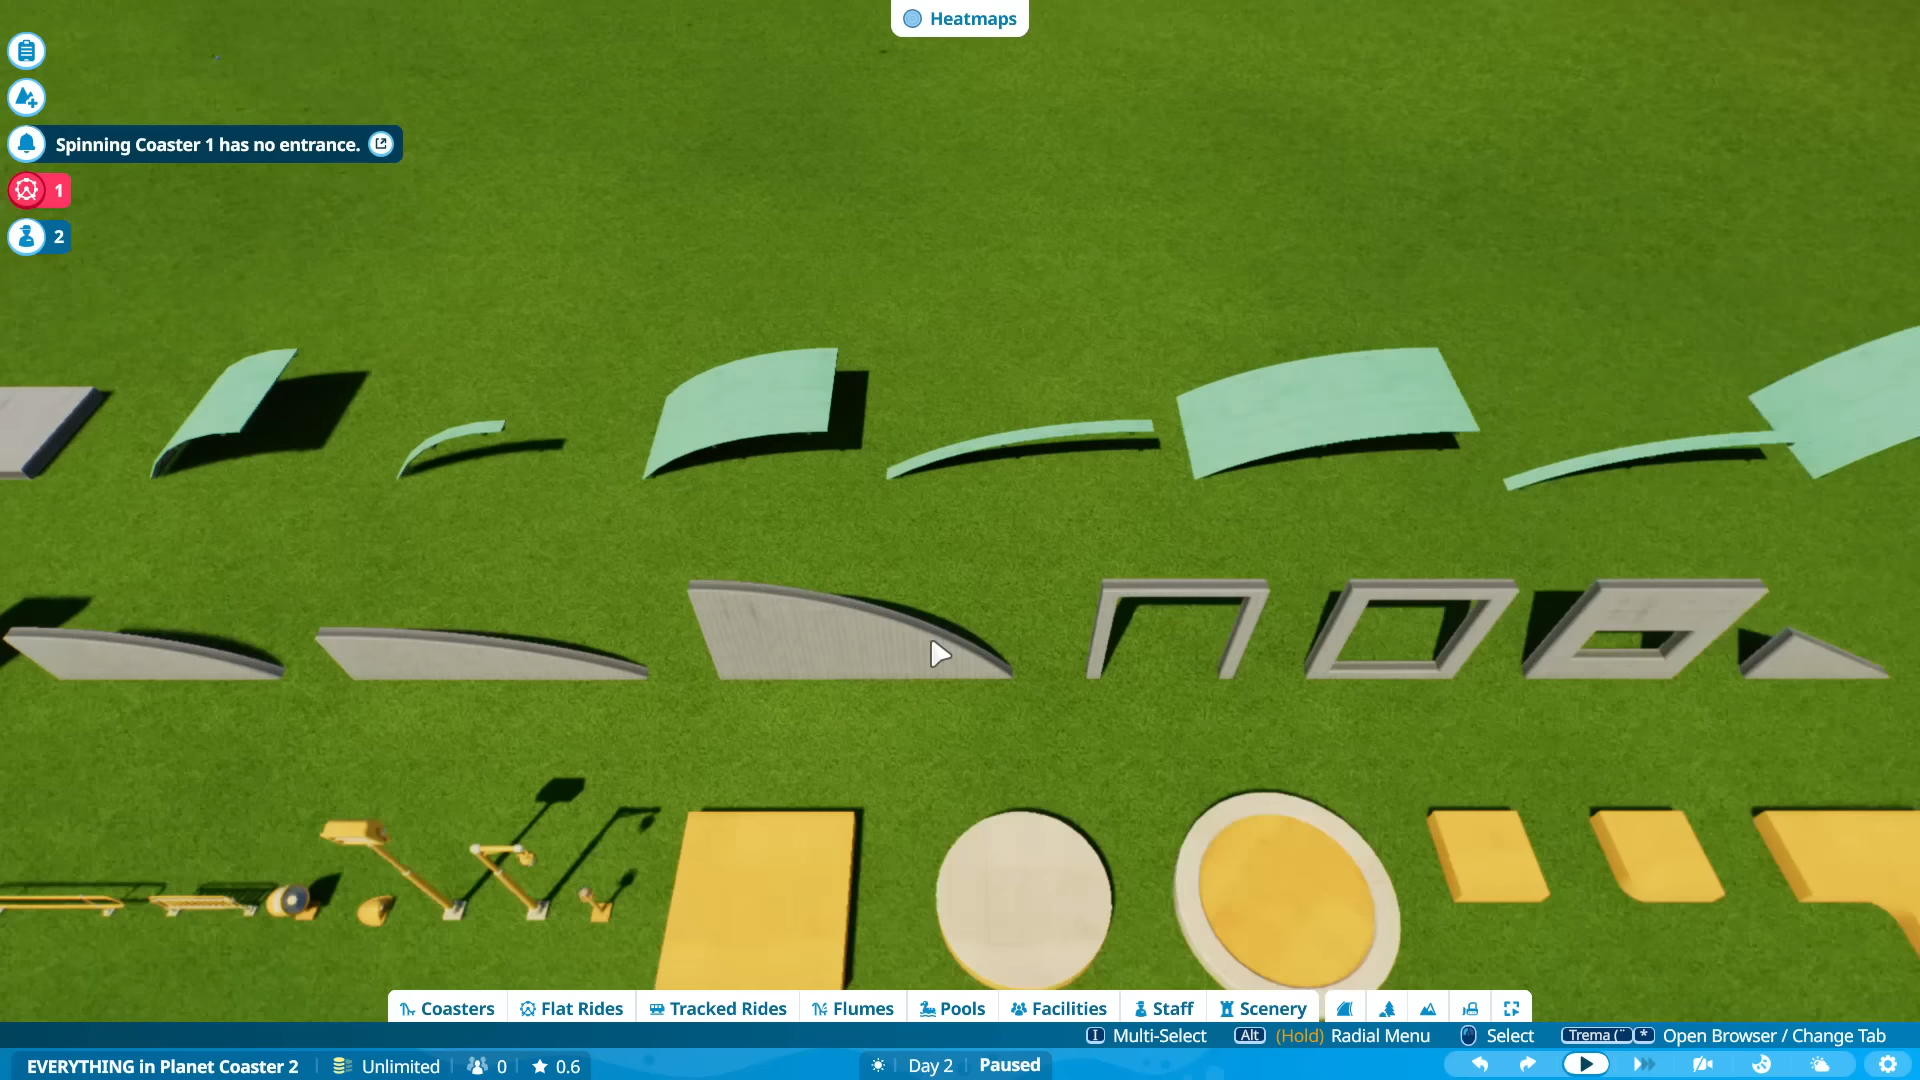 Heatmaps
Spinning Coaster 1 has no entrance.
1
2
Coasters Flat Rides Tracked Rides Flumes Pools Facilities Staff Scenery
I Multi-Select Alt (Hold) Radial Menu Select Trema (¨ * Open Browser / Change Tab
EVERYTHING in Planet Coaster 2 Unlimited 0 0.6 Day 2 Paused